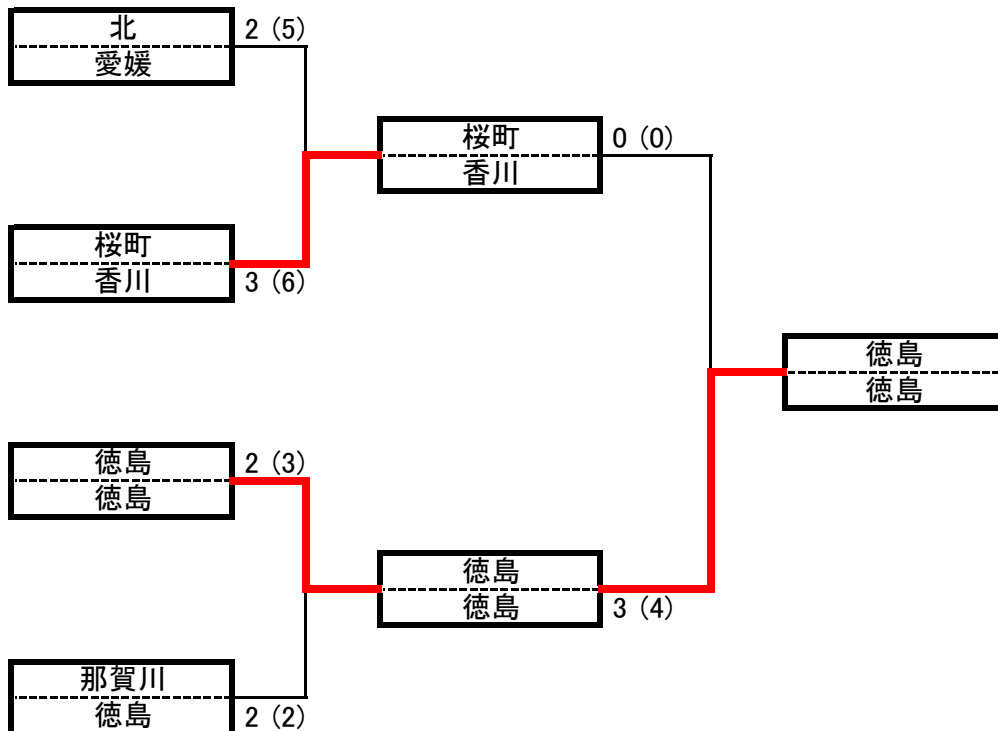 北
愛媛
2 (5)
桜町
香川
3 (6)
桜町
香川
0 (0)
徳島
徳島
2 (3)
那賀川
徳島
2 (2)
徳島
徳島
3 (4)
徳島
徳島